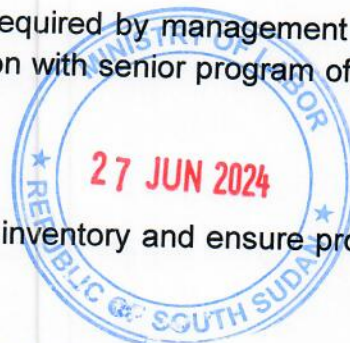 equired by management
on with senior program of
MINISTRY OF LABOR
27 JUN 2024
inventory and ensure pro
REPUBLIC OF SOUTH SUDAN